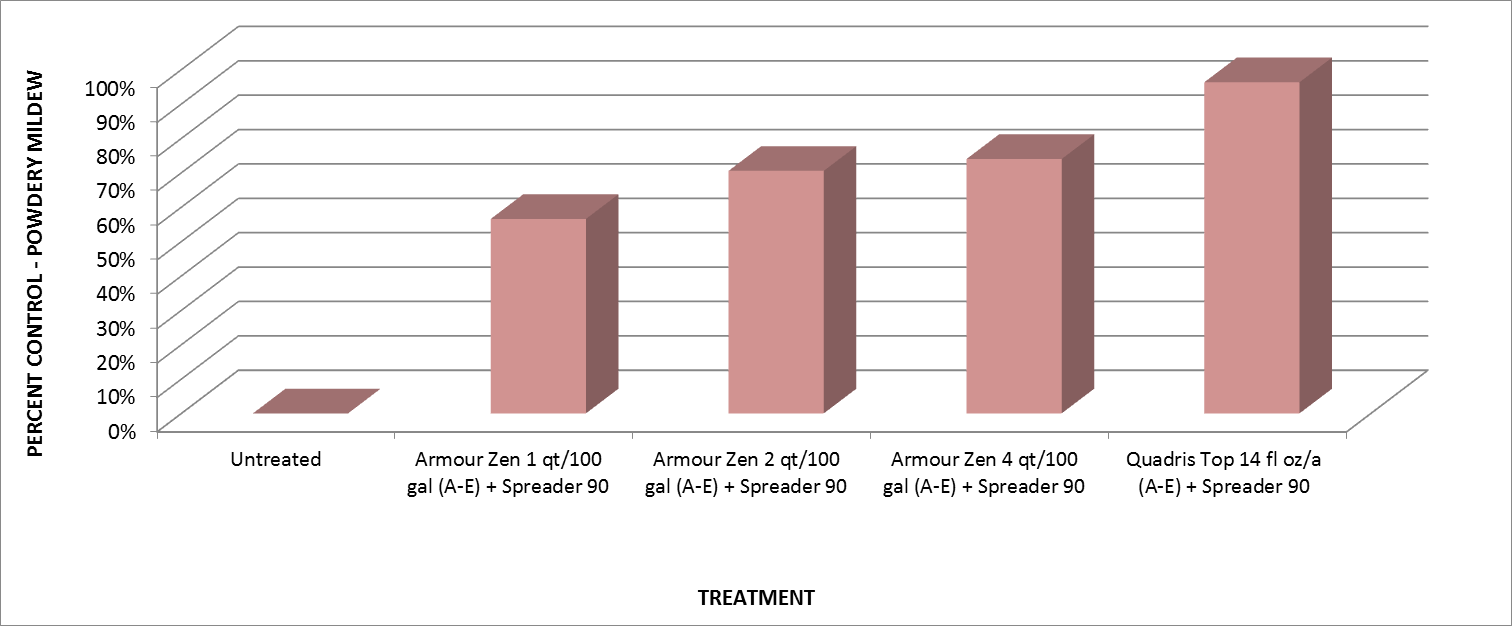 PERCENT CONTROL - POWDERY MILDEW
100%
90%
80%
70%
60%
50%
40%
30%
20%
10%
0%
Untreated
Armour Zen 1 qt/100
gal (A-E) + Spreader 90
Armour Zen 2 qt/100
gal (A-E) + Spreader 90
Armour Zen 4 qt/100
gal (A-E) + Spreader 90
Quadris Top 14 fl oz/a
(A-E) + Spreader 90
TREATMENT